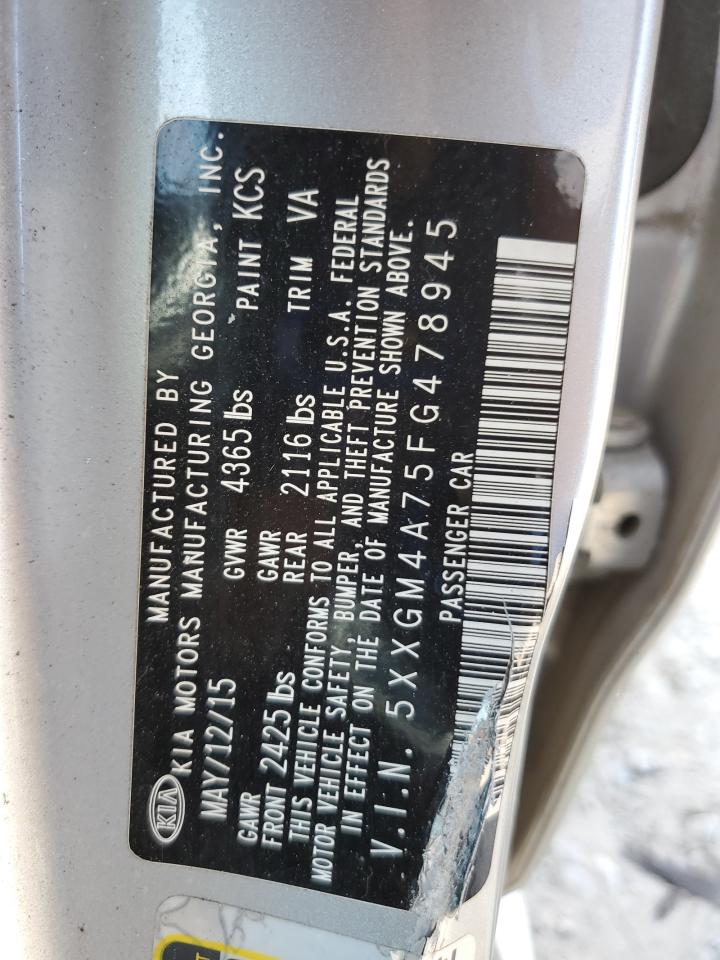 MANUFACTURED BY
KIA KIA MOTORS MANUFACTURING GEORGIA, INC.
MAY/12/15 GVWR 4365 lbs PAINT KCS
GAWR GAWR
FRONT 2425 lbs REAR 2116 lbs TRIM VA
THIS VEHICLE CONFORMS TO ALL APPLICABLE U.S.A. FEDERAL
MOTOR VEHICLE SAFETY, BUMPER, AND THEFT PREVENTION STANDARDS
IN EFFECT ON THE DATE OF MANUFACTURE SHOWN ABOVE.
V.I.N. 5XXGM4A75FG478945
PASSENGER CAR